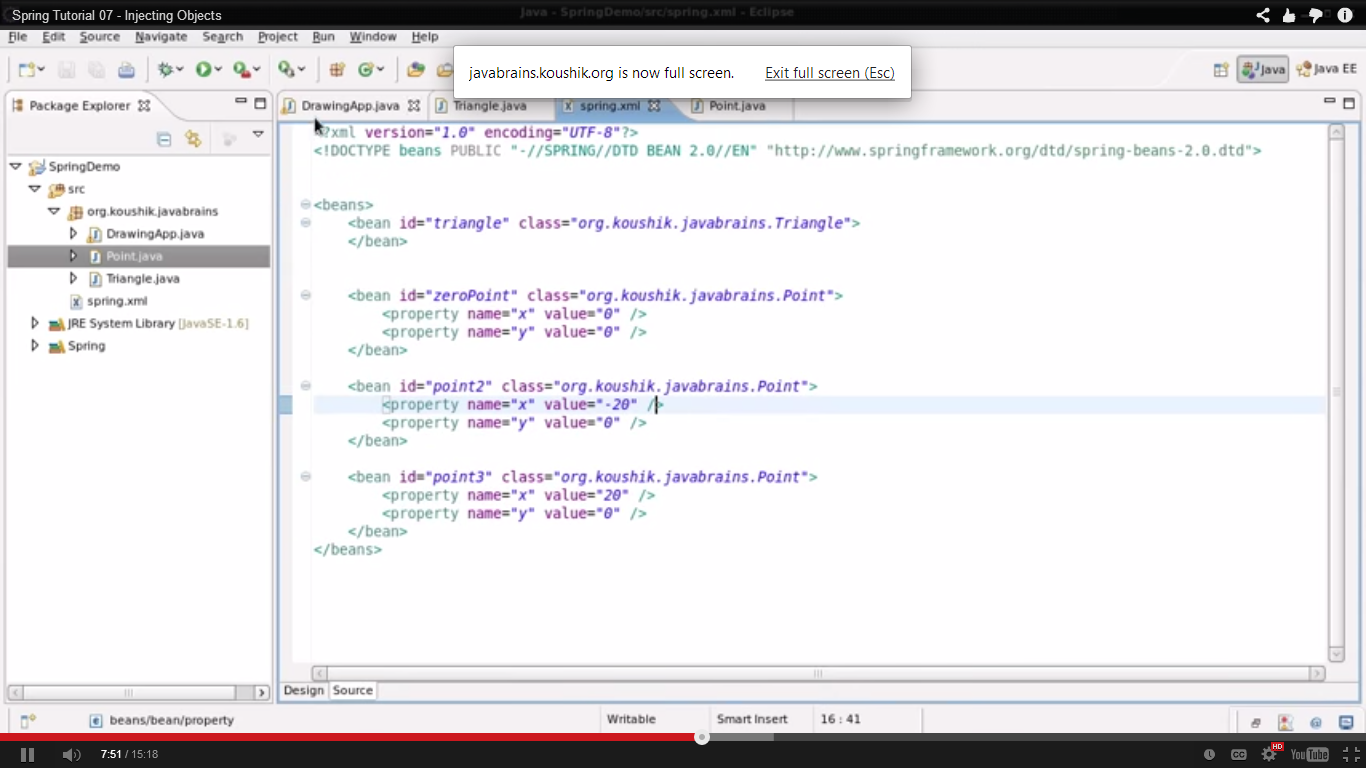 Spring Tutorial 07 - Injecting Objects
Java - SpringDemo/src/spring.xml - Eclipse
File Edit Source Navigate Search Project Run Window Help
javabrains.koushik.org is now full screen. Exit full screen (Esc)
Java Java EE
Package Explorer
DrawingApp.java Triangle.java spring.xml Point.java
SpringDemo
src
org.koushik.javabrains
DrawingApp.java
Point.java
Triangle.java
spring.xml
JRE System Library [JavaSE-1.6]
Spring
<?xml version="1.0" encoding="UTF-8"?>
<!DOCTYPE beans PUBLIC "-//SPRING//DTD BEAN 2.0//EN" "http://www.springframework.org/dtd/spring-beans-2.0.dtd">
<beans>
<bean id="triangle" class="org.koushik.javabrains.Triangle">
</bean>
<bean id="zeroPoint" class="org.koushik.javabrains.Point">
<property name="x" value="0" />
<property name="y" value="0" />
</bean>
<bean id="point2" class="org.koushik.javabrains.Point">
<property name="x" value="-20" />
<property name="y" value="0" />
</bean>
<bean id="point3" class="org.koushik.javabrains.Point">
<property name="x" value="20" />
<property name="y" value="0" />
</bean>
</beans>
Design Source
beans/bean/property Writable Smart Insert 16 : 41
7:51 / 15:18 CC HD YouTube